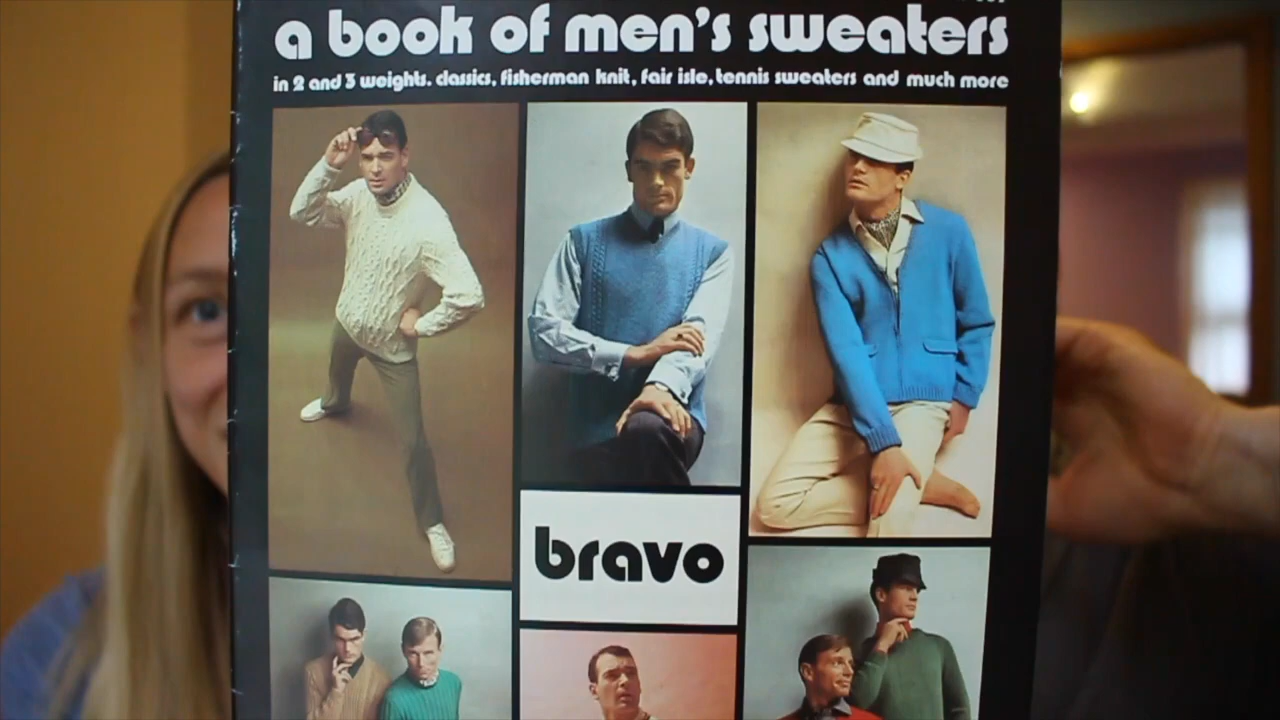 a book of men's sweaters
in 2 and 3 weights. classics, fisherman knit, fair isle, tennis sweaters and much more
bravo